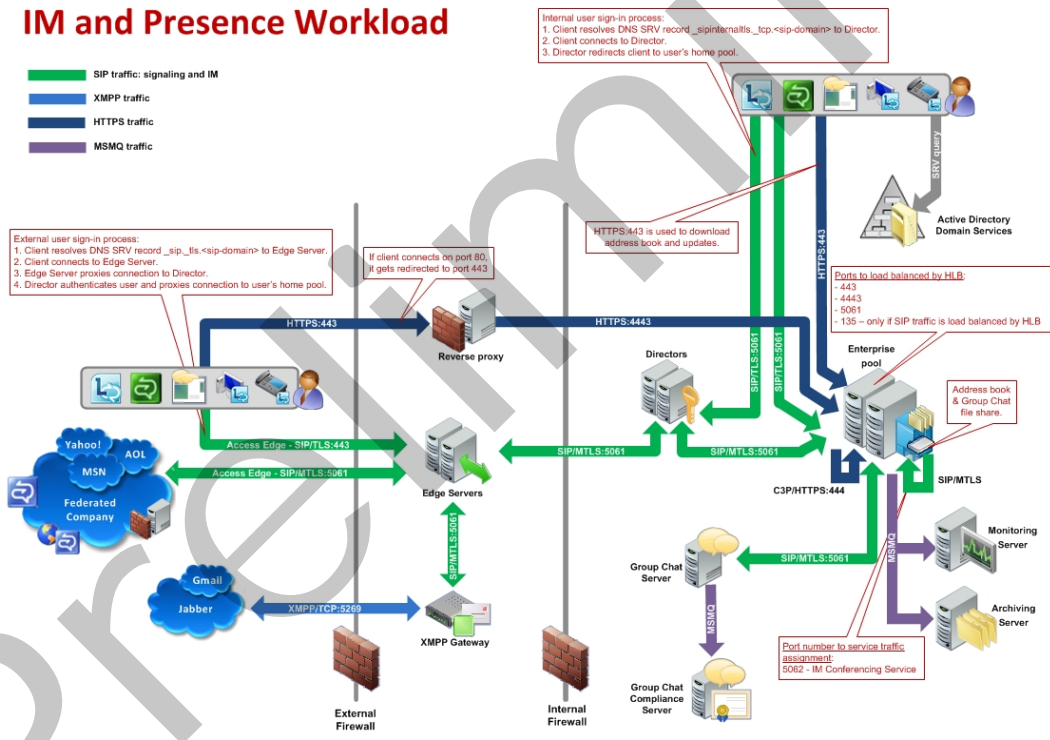 IM and Presence Workload
SIP traffic: signaling and IM
XMPP traffic
HTTPS traffic
MSMQ traffic
Internal user sign-in process:
1. Client resolves DNS SRV record _sipinternaltls._tcp.<sip-domain> to Director.
2. Client connects to Director.
3. Director redirects client to user's home pool.
SRV query
Active Directory
Domain Services
HTTPS:443 is used to download
address book and updates.
HTTPS:443
External user sign-in process:
1. Client resolves DNS SRV record _sip._tls.<sip-domain> to Edge Server.
2. Client connects to Edge Server.
3. Edge Server proxies connection to Director.
4. Director authenticates user and proxies connection to user's home pool.
If client connects on port 80,
it gets redirected to port 443
Ports to load balanced by HLB:
- 443
- 4443
- 5061
- 135 – only if SIP traffic is load balanced by HLB
HTTPS:443
HTTPS:4443
Reverse proxy
Directors
SIP/TLS:5061
SIP/TLS:5061
Enterprise
pool
Address book
& Group Chat
file share.
Yahoo!
AOL
MSN
Federated
Company
Access Edge - SIP/TLS:443
Access Edge - SIP/MTLS:5061
Edge Servers
SIP/MTLS:5061
SIP/MTLS:5061
C3P/HTTPS:444
SIP/MTLS
SIP/MTLS:5061
Gmail
Jabber
XMPP/TCP:5269
XMPP Gateway
Group Chat
Server
SIP/MTLS:5061
MSMQ
Monitoring
Server
Archiving
Server
MSMQ
Group Chat
Compliance
Server
Port number to service traffic
assignment:
5062 - IM Conferencing Service
External
Firewall
Internal
Firewall